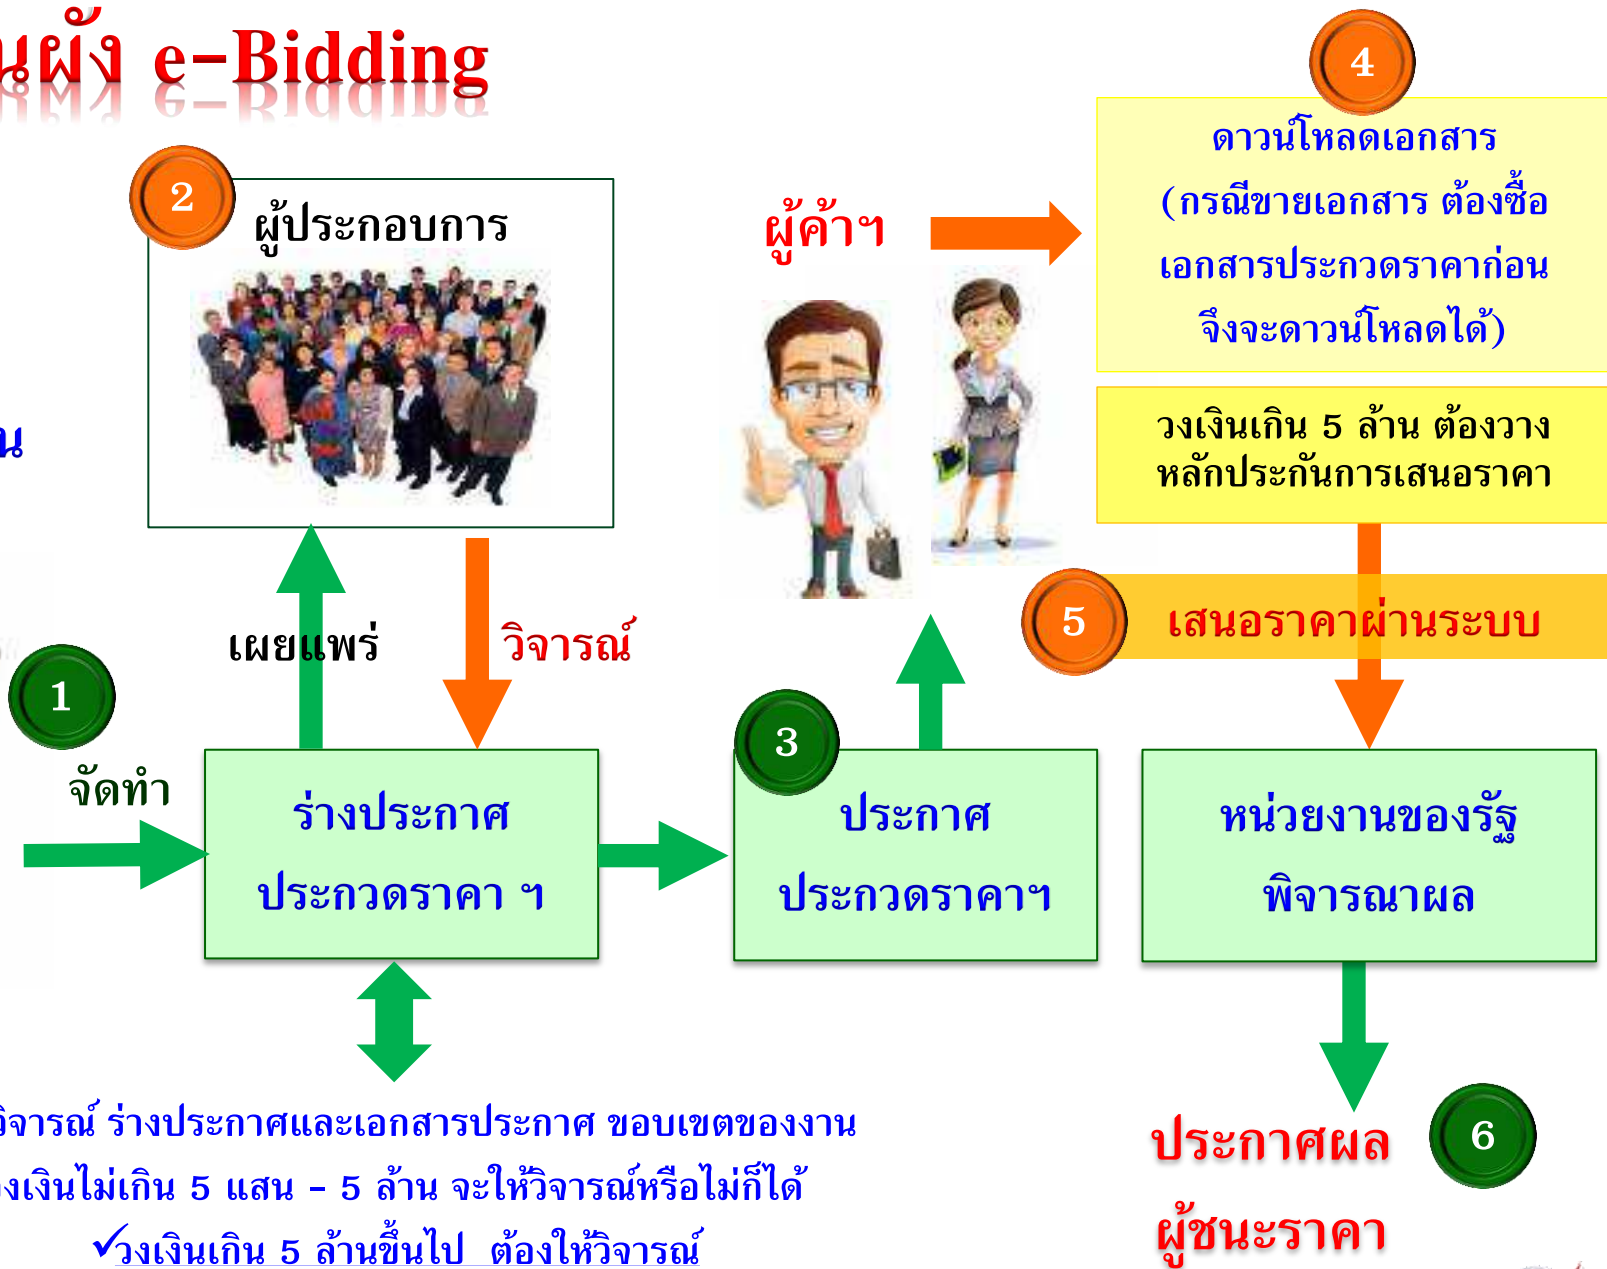 ผัง e-Bidding
4
ดาวน์โหลดเอกสาร
(กรณีขายเอกสาร ต้องซื้อ
เอกสารประกวดราคาก่อน
จึงจะดาวน์โหลดได้)
วงเงินเกิน 5 ล้าน ต้องวาง
หลักประกันการเสนอราคา
2
ผู้ประกอบการ
ผู้ค้าฯ
น
เผยแพร่
วิจารณ์
5
เสนอราคาผ่านระบบ
1
จัดทำ
ร่างประกาศ
ประกวดราคา ฯ
3
ประกาศ
ประกวดราคาฯ
หน่วยงานของรัฐ
พิจารณาผล
วิจารณ์ ร่างประกาศและเอกสารประกาศ ขอบเขตของงาน
งเงินไม่เกิน 5 แสน - 5 ล้าน จะให้วิจารณ์หรือไม่ก็ได้
✓วงเงินเกิน 5 ล้านขึ้นไป ต้องให้วิจารณ์
ประกาศผล
ผู้ชนะราคา
6